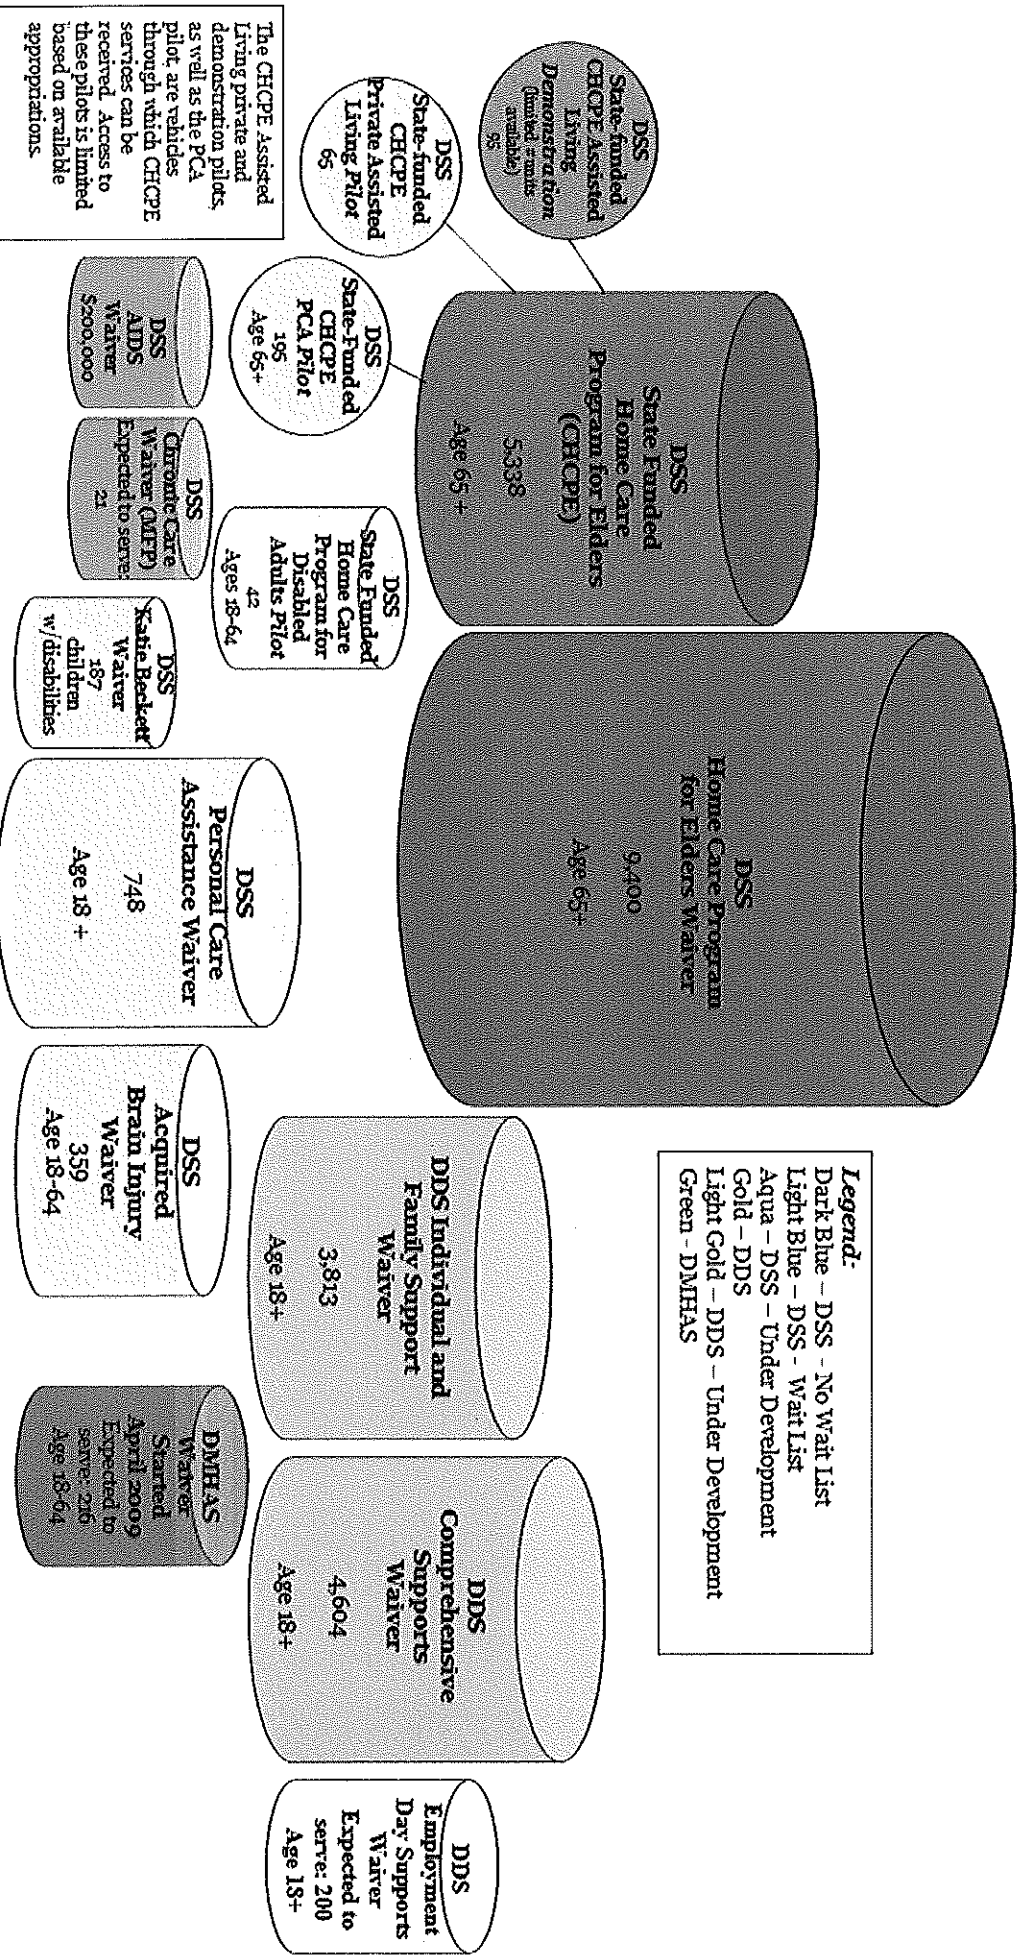 DSS
State-funded
CHCPE Assisted
Living
Demonstration
(limited # units
available)
95
DSS
State-funded
CHCPE
Private Assisted
Living Pilot
65
The CHCPE Assisted
Living private and
demonstration pilots,
as well as the PCA
pilot, are vehicles
through which CHCPE
services can be
received. Access to
these pilots is limited
based on available
appropriations.
DSS
State Funded
Home Care
Program for Elders
(CHCPE)
5338
Age 65+
DSS
State-Funded
CHCPE
PCA Pilot
195
Age 65+
DSS
AIDS
Waiver
$200,000
DSS
Chronic Care
Waiver (MFP)
Expected to serve:
21
DSS
State Funded
Home Care
Program for
Disabled
Adults Pilot
42
Ages 18-64
DSS
Katie Beckett
Waiver
187
children
w/disabilities
DSS
Home Care Program
for Elders Waiver
9,400
Age 65+
DSS
Personal Care
Assistance Waiver
748
Age 18 +
DSS
Acquired
Brain Injury
Waiver
359
Age 18-64
Legend:
Dark Blue – DSS – No Wait List
Light Blue – DSS - Wait List
Aqua – DSS – Under Development
Gold – DDS
Light Gold – DDS – Under Development
Green - DMHAS
DDS Individual and
Family Support
Waiver
3,813
Age 18+
DMHAS
Waiver
Started
April 2009
Expected to
serve: 216
Age 18-64
DDS
Comprehensive
Supports
Waiver
4,604
Age 18+
DDS
Employment
Day Supports
Waiver
Expected to
serve: 200
Age 18+